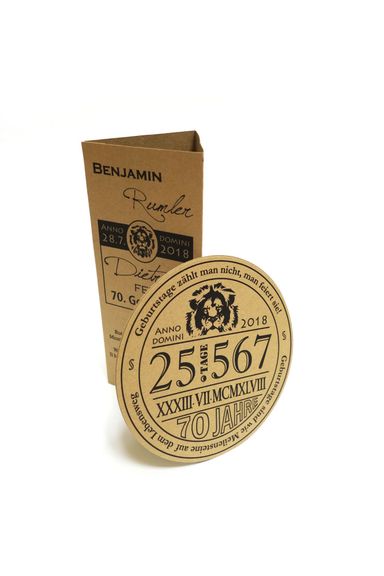 BENJAMIN
Rumler
ANNO DOMINI
28.7. 2018
70.
Geburtstage zählt man nicht, man feiert sie!
ANNO DOMINI 2018
25.567
TAGE
XXXIII·VII·MCMXLVIII
70 JAHRE
Geburtstage sind wie Meilensteine auf dem Lebensweg
§ §